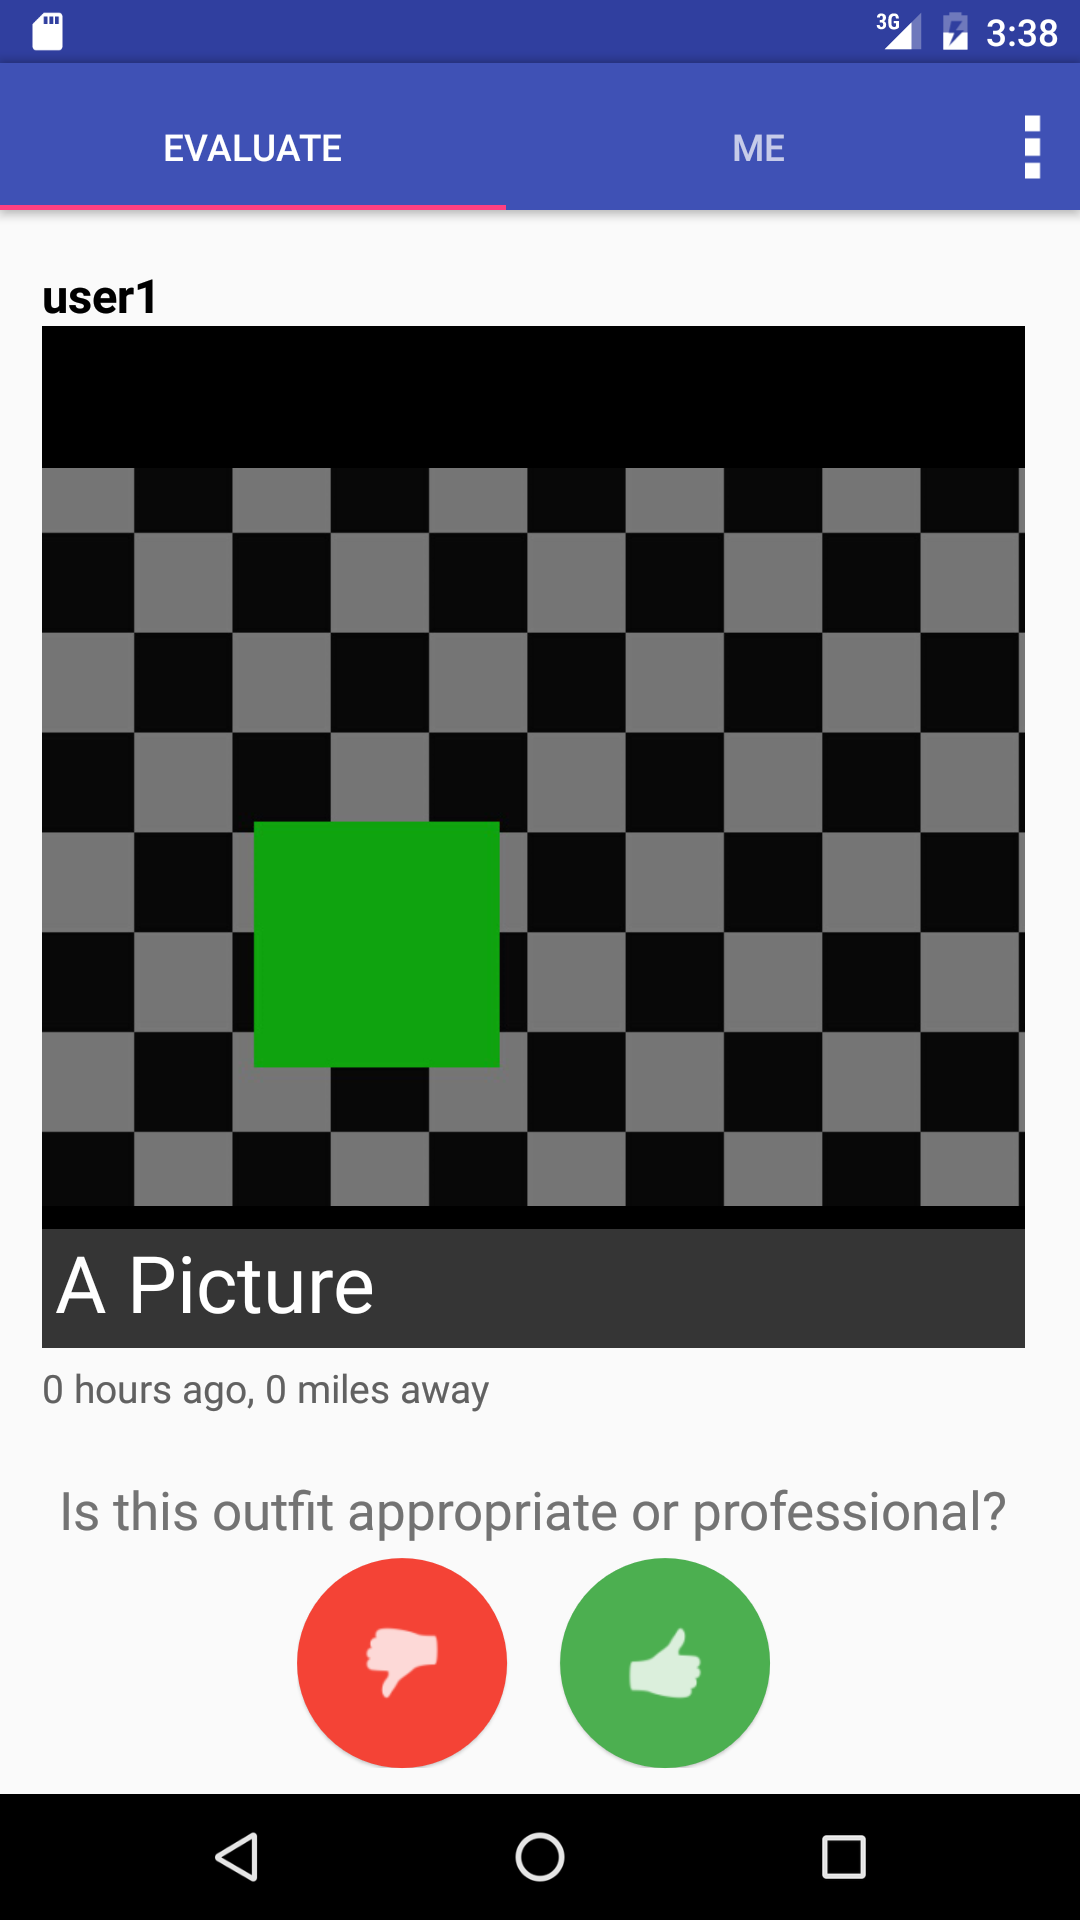 3G 3:38
EVALUATE ME
user1
A Picture
0 hours ago, 0 miles away
Is this outfit appropriate or professional?